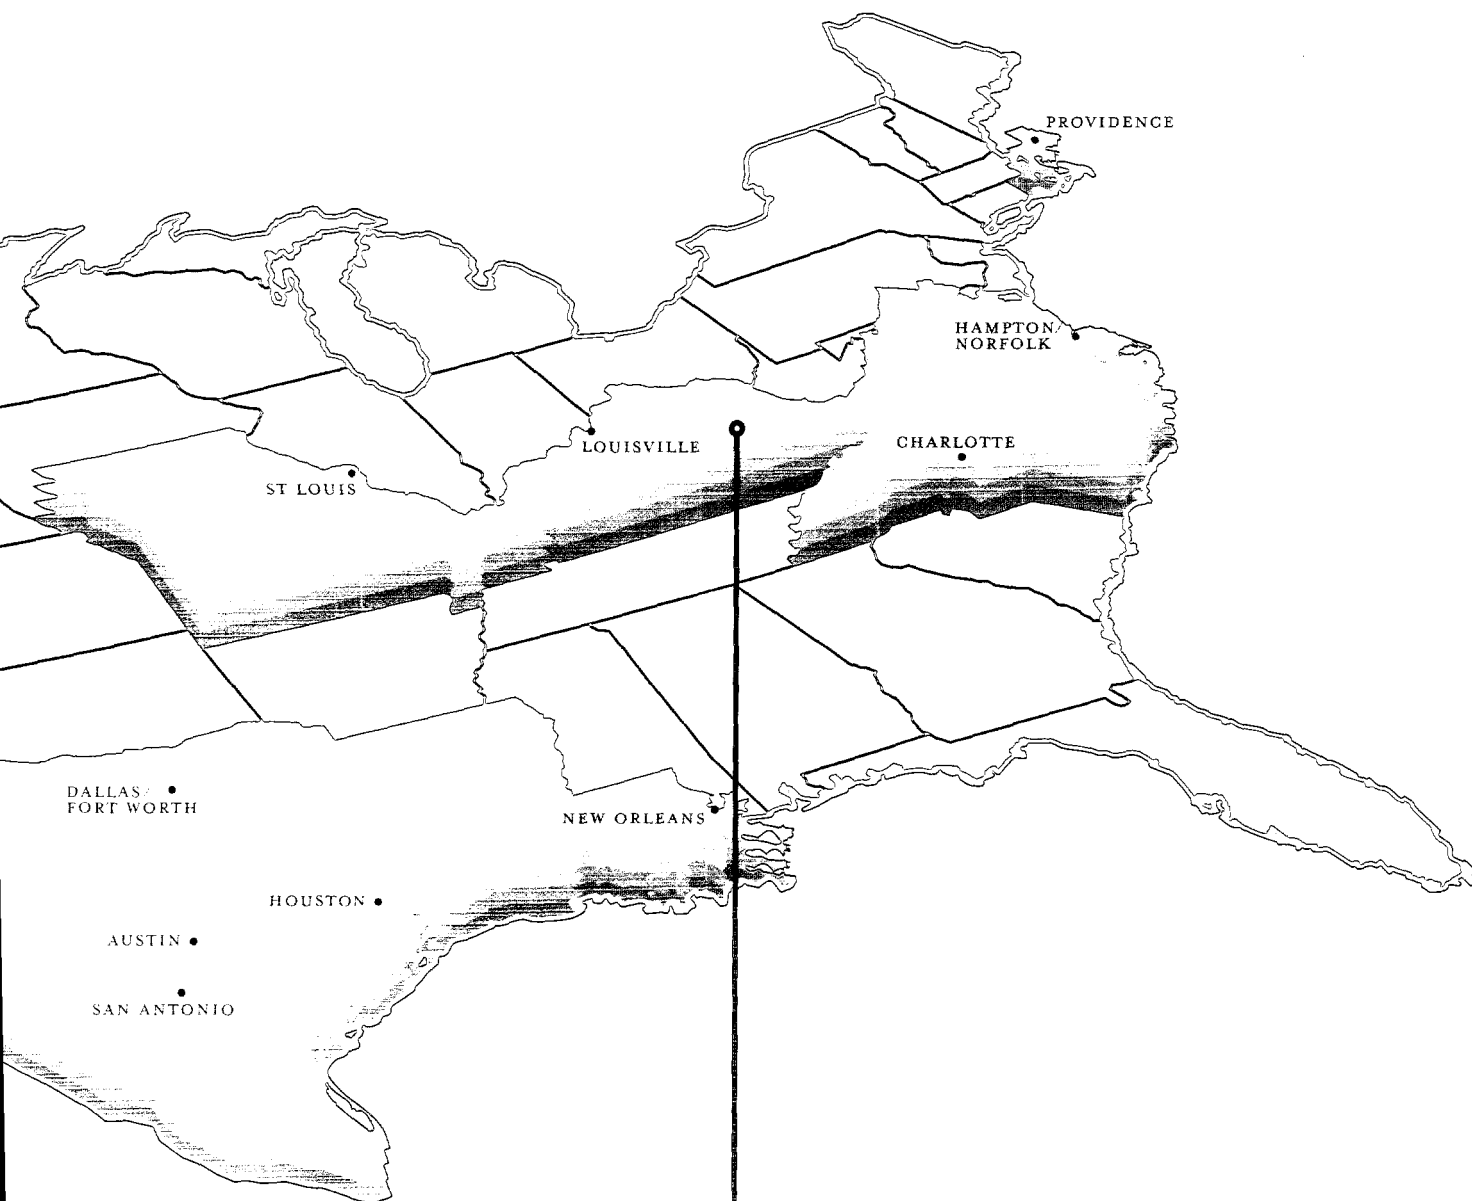 PROVIDENCE
HAMPTON/
NORFOLK
CHARLOTTE
LOUISVILLE
ST LOUIS
DALLAS/
FORT WORTH
NEW ORLEANS
HOUSTON
AUSTIN
SAN ANTONIO